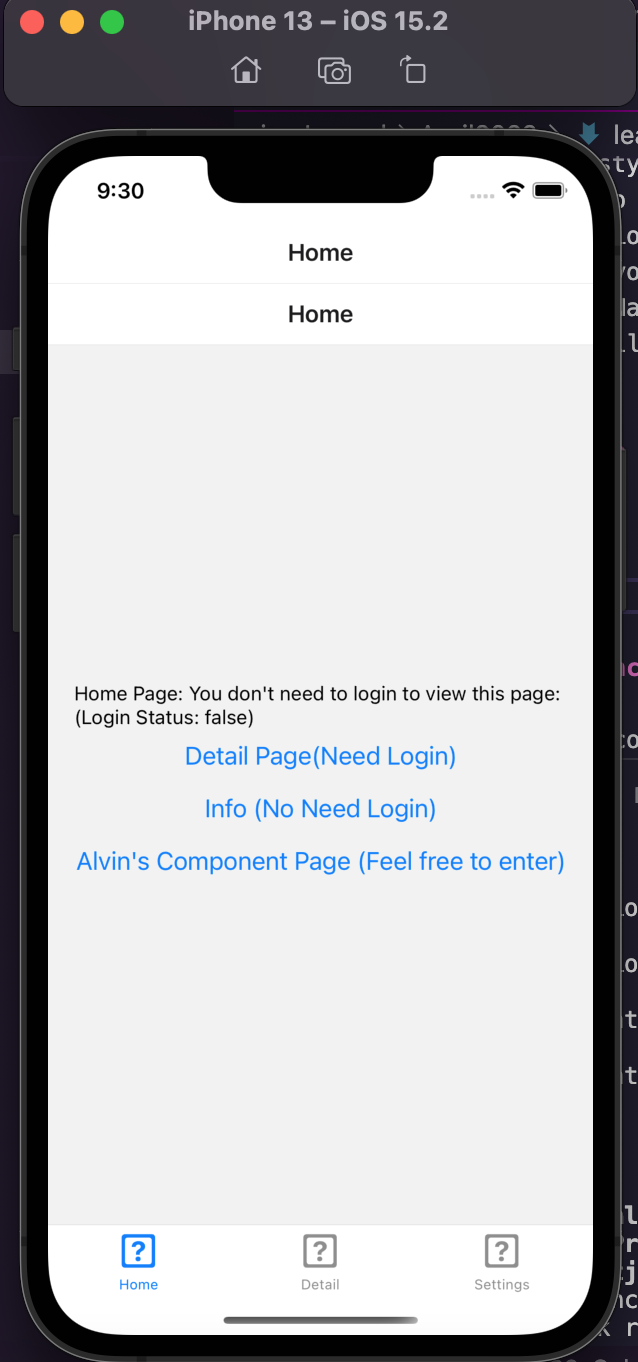 iPhone 13 – iOS 15.2
9:30
Home
Home
Home Page: You don't need to login to view this page:
(Login Status: false)
Detail Page(Need Login)
Info (No Need Login)
Alvin's Component Page (Feel free to enter)
?
?
?
Home
Detail
Settings